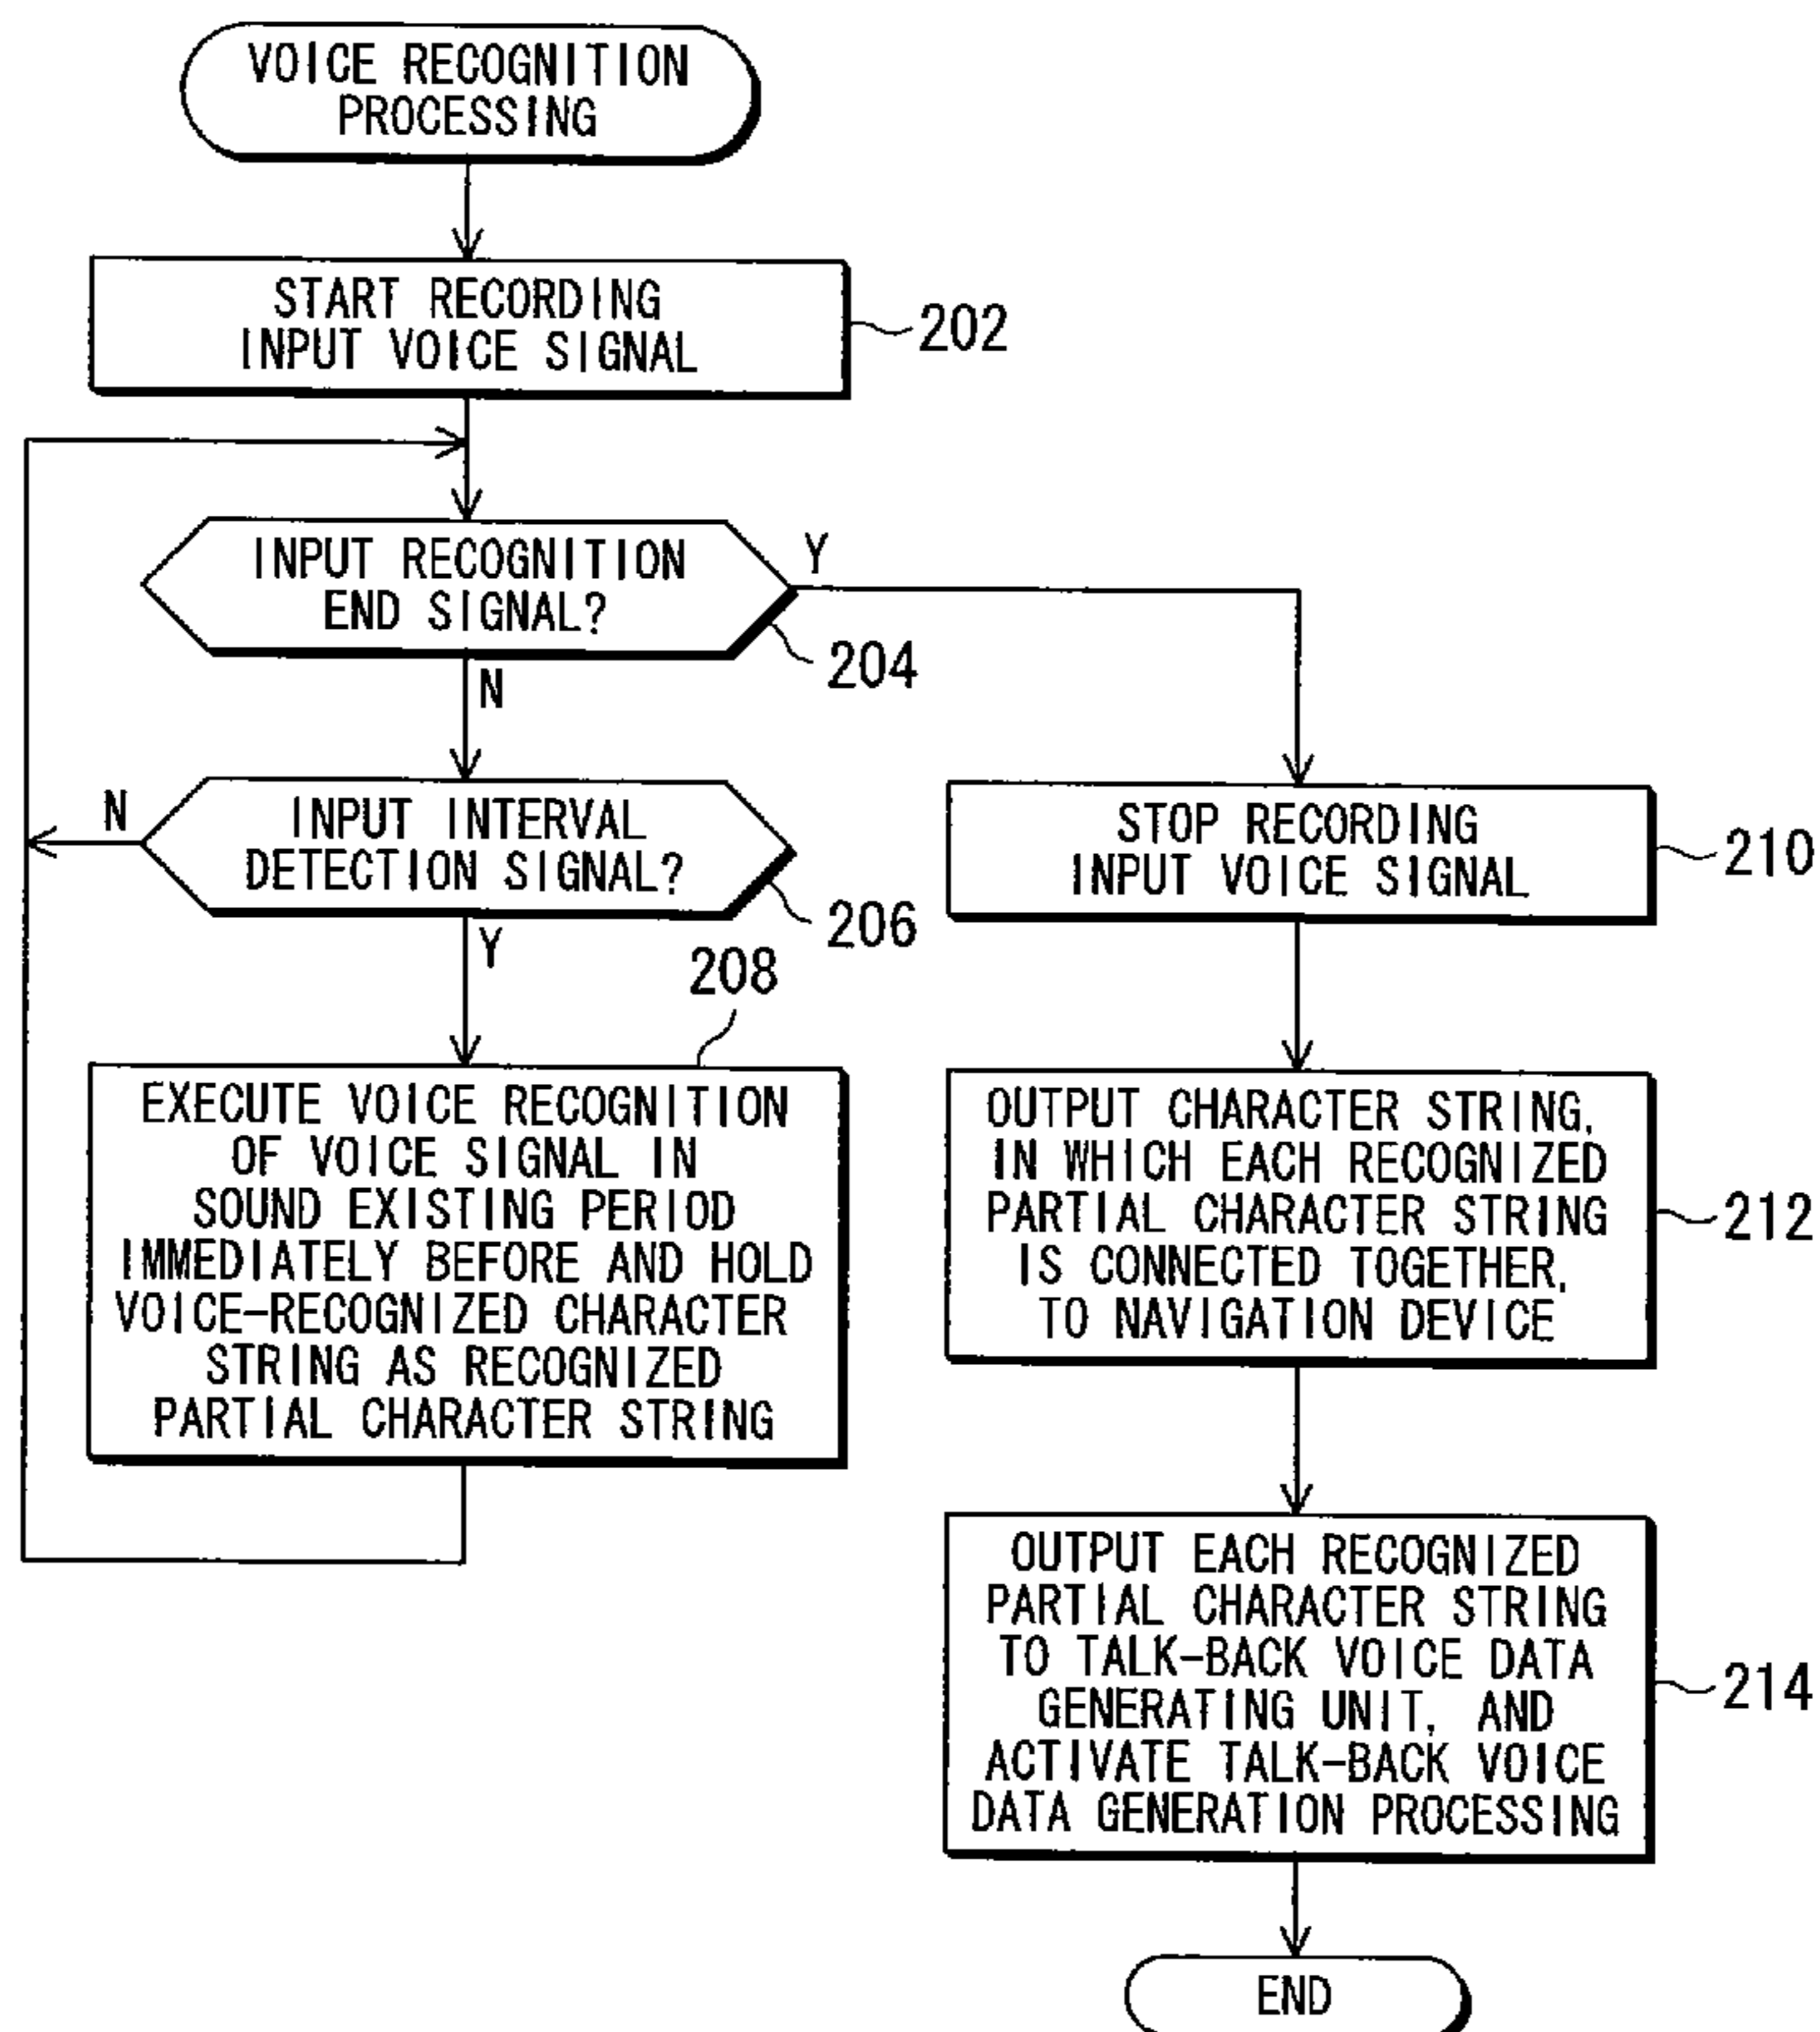 VOICE RECOGNITION
PROCESSING
START RECORDING
INPUT VOICE SIGNAL
202
INPUT RECOGNITION
END SIGNAL?
Y
204
N
INPUT INTERVAL
DETECTION SIGNAL?
N
206
Y
208
EXECUTE VOICE RECOGNITION
OF VOICE SIGNAL IN
SOUND EXISTING PERIOD
IMMEDIATELY BEFORE AND HOLD
VOICE-RECOGNIZED CHARACTER
STRING AS RECOGNIZED
PARTIAL CHARACTER STRING
STOP RECORDING
INPUT VOICE SIGNAL
210
OUTPUT CHARACTER STRING,
IN WHICH EACH RECOGNIZED
PARTIAL CHARACTER STRING
IS CONNECTED TOGETHER,
TO NAVIGATION DEVICE
212
OUTPUT EACH RECOGNIZED
PARTIAL CHARACTER STRING
TO TALK-BACK VOICE DATA
GENERATING UNIT, AND
ACTIVATE TALK-BACK VOICE
DATA GENERATION PROCESSING
214
END